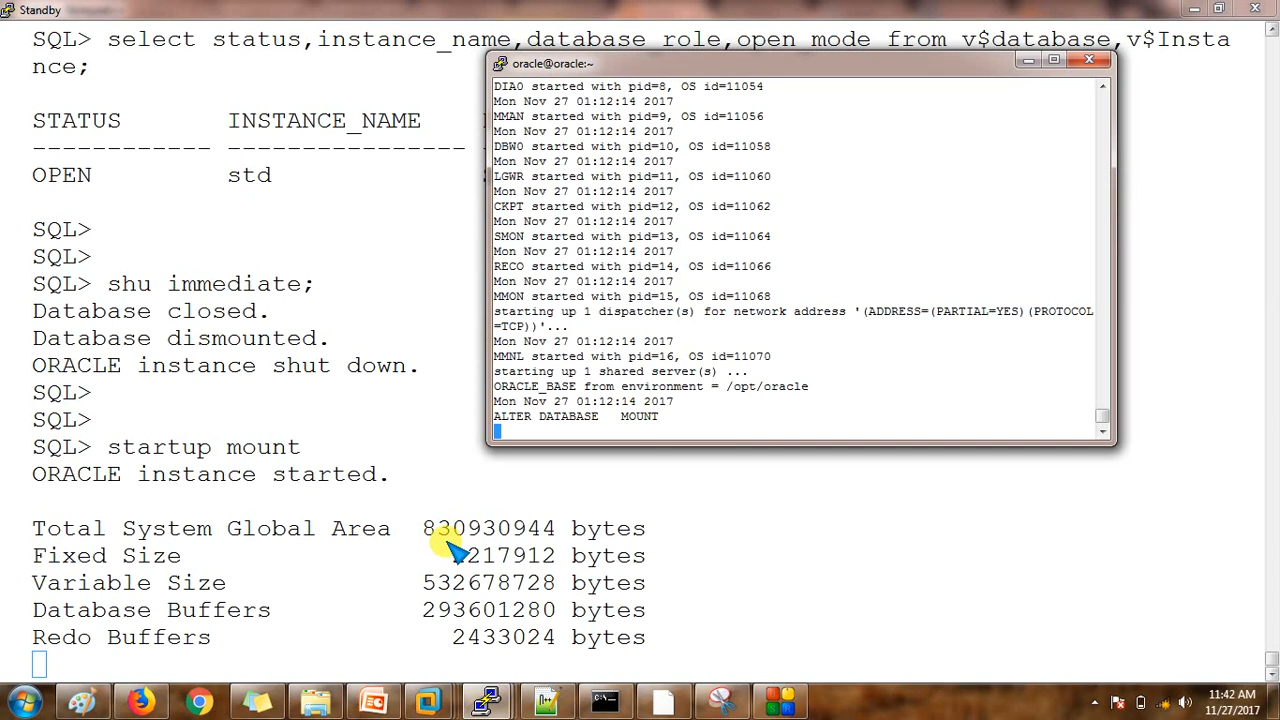 Standby
SQL> select status,instance_name,database_role,open_mode from v$database,v$Insta
nce;
STATUS INSTANCE_NAME
------------ ----------------
OPEN std
SQL>
SQL>
SQL> shu immediate;
Database closed.
Database dismounted.
ORACLE instance shut down.
SQL>
SQL>
SQL> startup mount
ORACLE instance started.
Total System Global Area 830930944 bytes
Fixed Size 2217912 bytes
Variable Size 532678728 bytes
Database Buffers 293601280 bytes
Redo Buffers 2433024 bytes
oracle@oracle:~
DIA0 started with pid=8, OS id=11054
Mon Nov 27 01:12:14 2017
MMAN started with pid=9, OS id=11056
Mon Nov 27 01:12:14 2017
DBW0 started with pid=10, OS id=11058
Mon Nov 27 01:12:14 2017
LGWR started with pid=11, OS id=11060
Mon Nov 27 01:12:14 2017
CKPT started with pid=12, OS id=11062
Mon Nov 27 01:12:14 2017
SMON started with pid=13, OS id=11064
Mon Nov 27 01:12:14 2017
RECO started with pid=14, OS id=11066
Mon Nov 27 01:12:14 2017
MMON started with pid=15, OS id=11068
starting up 1 dispatcher(s) for network address '(ADDRESS=(PARTIAL=YES)(PROTOCOL
=TCP))'...
Mon Nov 27 01:12:14 2017
MMNL started with pid=16, OS id=11070
starting up 1 shared server(s) ...
ORACLE_BASE from environment = /opt/oracle
Mon Nov 27 01:12:14 2017
ALTER DATABASE   MOUNT
11:42 AM
11/27/2017